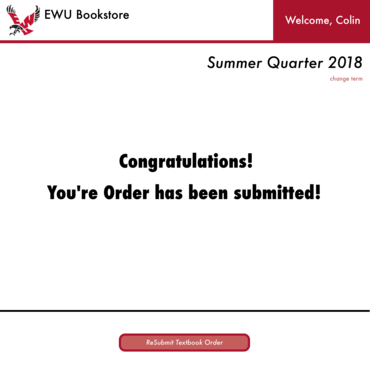 EWU Bookstore
Welcome, Colin
Summer Quarter 2018
change term
Congratulations!
You're Order has been submitted!
ReSubmit Textbook Order